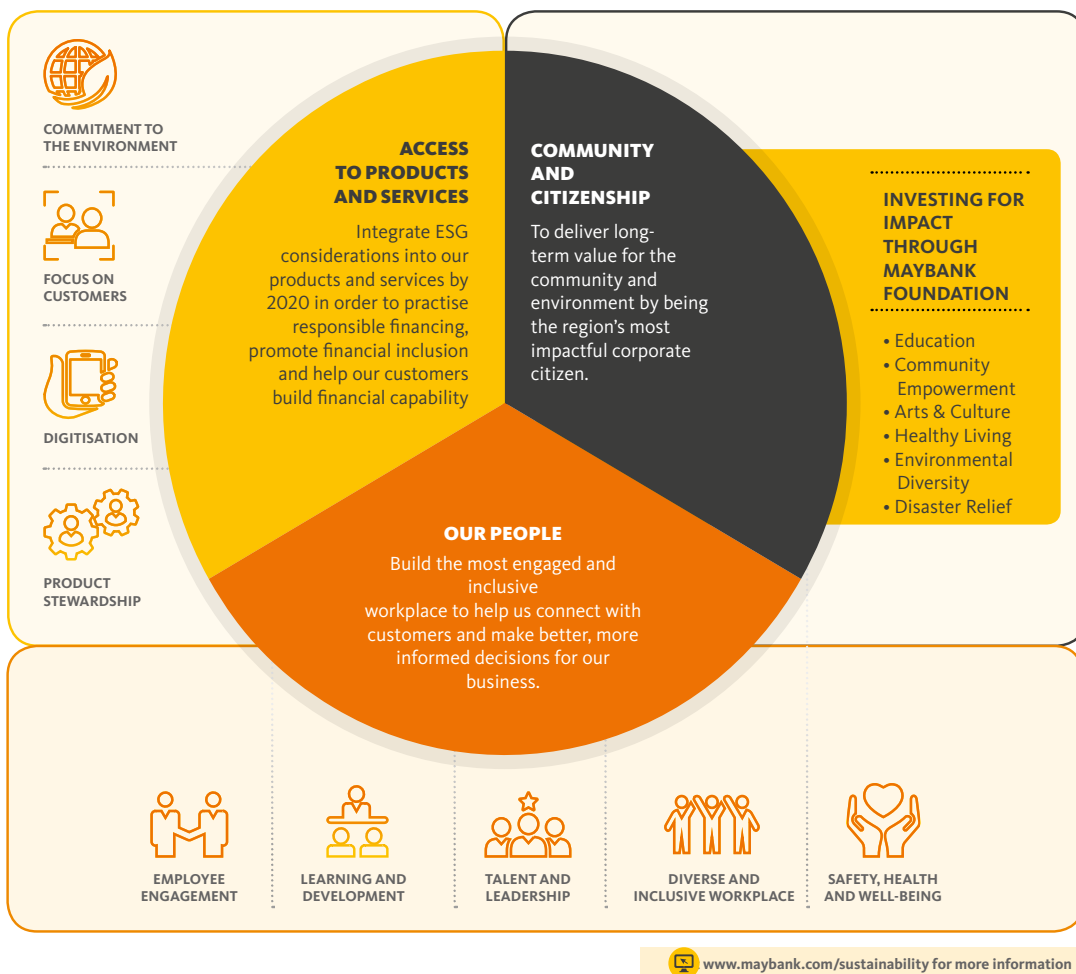 COMMITMENT TO
THE ENVIRONMENT
FOCUS ON
CUSTOMERS
DIGITISATION
PRODUCT
STEWARDSHIP
ACCESS
TO PRODUCTS
AND SERVICES
Integrate ESG
considerations into our
products and services by
2020 in order to practise
responsible financing,
promote financial inclusion
and help our customers
build financial capability
COMMUNITY
AND
CITIZENSHIP
To deliver long-
term value for the
community and
environment by being
the region's most
impactful corporate
citizen.
INVESTING FOR
IMPACT
THROUGH
MAYBANK
FOUNDATION
• Education
• Community
Empowerment
• Arts & Culture
• Healthy Living
• Environmental
Diversity
• Disaster Relief
OUR PEOPLE
Build the most engaged and
inclusive
workplace to help us connect with
customers and make better, more
informed decisions for our
business.
EMPLOYEE
ENGAGEMENT
LEARNING AND
DEVELOPMENT
TALENT AND
LEADERSHIP
DIVERSE AND
INCLUSIVE WORKPLACE
SAFETY, HEALTH
AND WELL-BEING
www.maybank.com/sustainability for more information